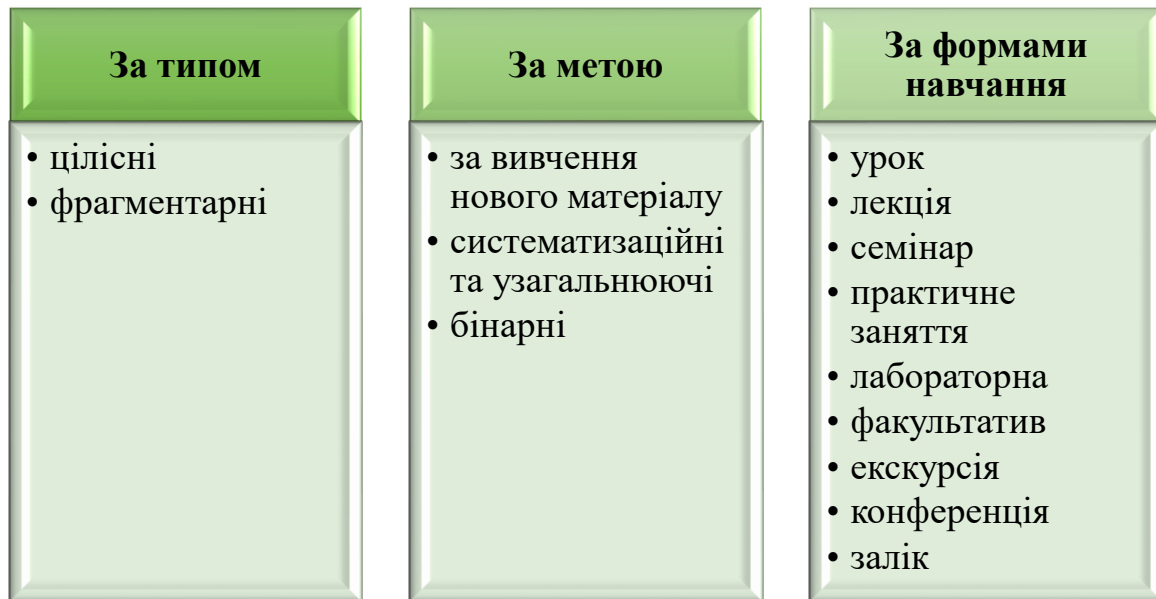 За типом
• цілісні
• фрагментарні
За метою
• за вивчення
нового матеріалу
• систематизаційні
та узагальнюючі
• бінарні
За формами
навчання
• урок
• лекція
• семінар
• практичне
заняття
• лабораторна
• факультатив
• екскурсія
• конференція
• залік